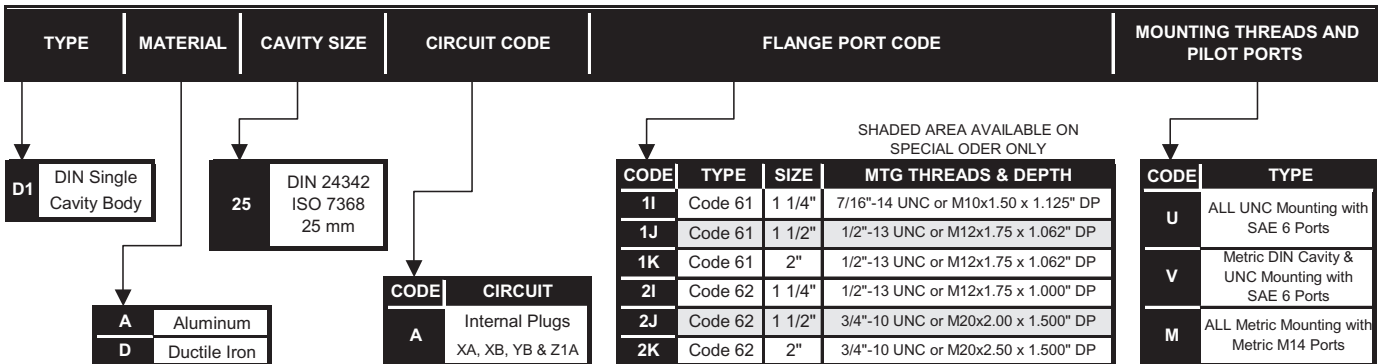 TYPE
MATERIAL
CAVITY SIZE
CIRCUIT CODE
FLANGE PORT CODE
MOUNTING THREADS AND
PILOT PORTS
D1
DIN Single
Cavity Body
A Aluminum
D Ductile Iron
25
DIN 24342
ISO 7368
25 mm
CODE CIRCUIT
A
Internal Plugs
XA, XB, YB & Z1A
SHADED AREA AVAILABLE ON
SPECIAL ODER ONLY
CODE TYPE SIZE MTG THREADS & DEPTH
1I Code 61 1 1/4" 7/16"-14 UNC or M10x1.50 x 1.125" DP
1J Code 61 1 1/2" 1/2"-13 UNC or M12x1.75 x 1.062" DP
1K Code 61 2" 1/2"-13 UNC or M12x1.75 x 1.062" DP
2I Code 62 1 1/4" 1/2"-13 UNC or M12x1.75 x 1.000" DP
2J Code 62 1 1/2" 3/4"-10 UNC or M20x2.00 x 1.500" DP
2K Code 62 2" 3/4"-10 UNC or M20x2.50 x 1.500" DP
CODE TYPE
U
ALL UNC Mounting with
SAE 6 Ports
V
Metric DIN Cavity &
UNC Mounting with
SAE 6 Ports
M
ALL Metric Mounting with
Metric M14 Ports